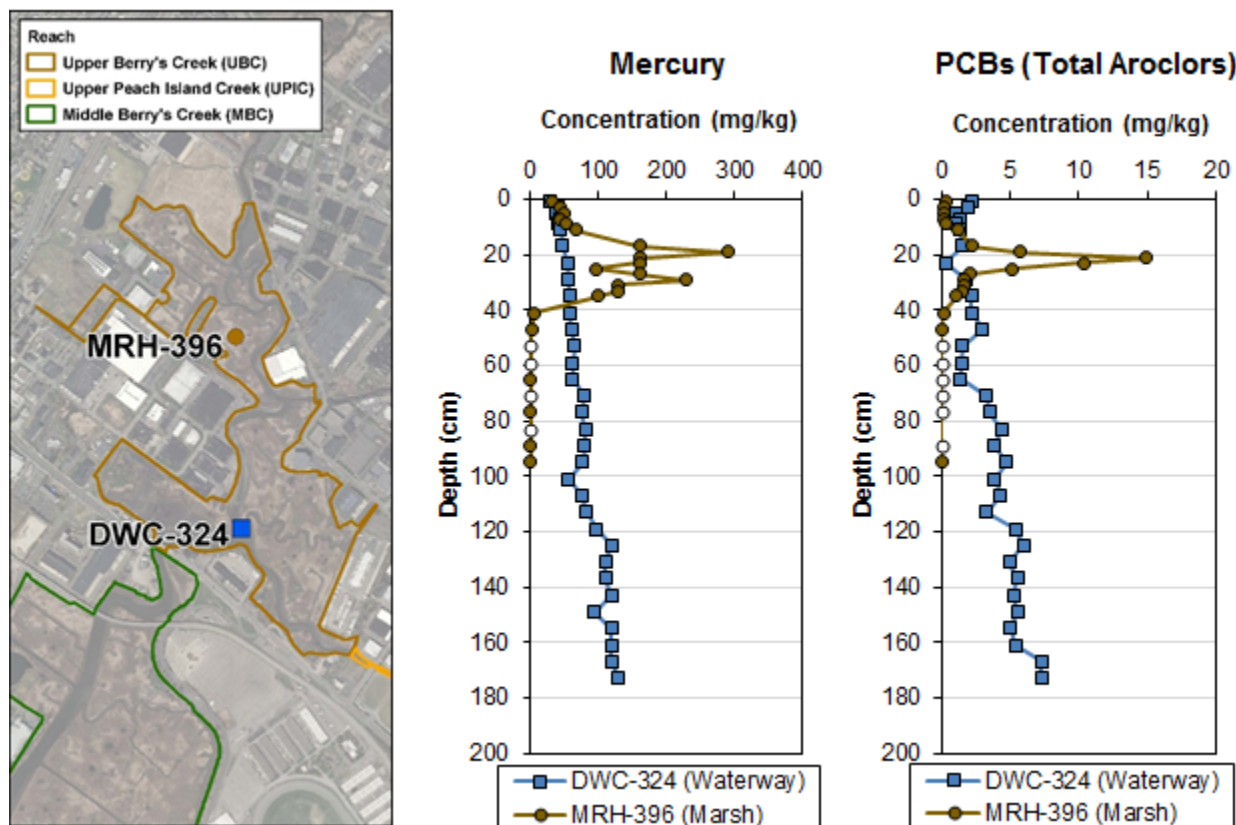 Reach
Upper Berry's Creek (UBC)
Upper Peach Island Creek (UPIC)
Middle Berry's Creek (MBC)
MRH-396
DWC-324
Mercury
Concentration (mg/kg)
0 100 200 300 400
Depth (cm)
0
20
40
60
80
100
120
140
160
180
200
DWC-324 (Waterway)
MRH-396 (Marsh)
PCBs (Total Aroclors)
Concentration (mg/kg)
0 5 10 15 20
Depth (cm)
0
20
40
60
80
100
120
140
160
180
200
DWC-324 (Waterway)
MRH-396 (Marsh)